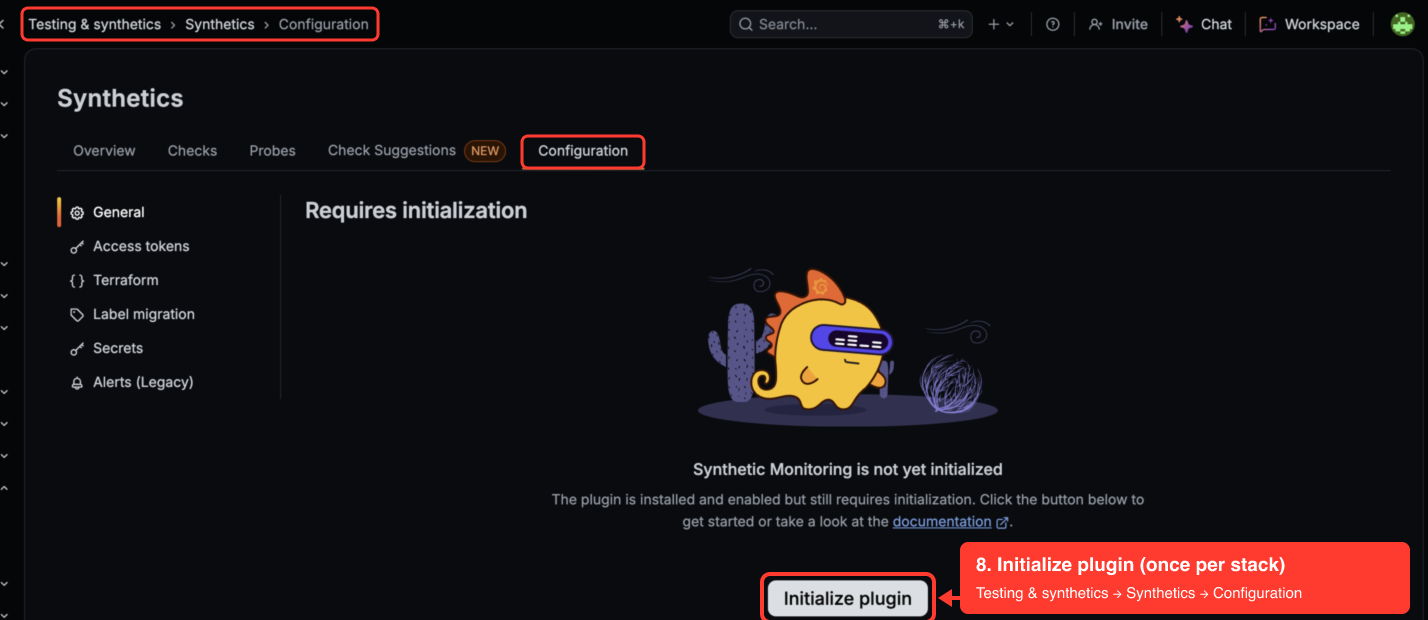 Testing & synthetics › Synthetics › Configuration
Search... ⌘+k
Invite
Chat
Workspace
Synthetics
Overview
Checks
Probes
Check Suggestions NEW
Configuration
General
Access tokens
{} Terraform
Label migration
Secrets
Alerts (Legacy)
Requires initialization
Synthetic Monitoring is not yet initialized
The plugin is installed and enabled but still requires initialization. Click the button below to
get started or take a look at the documentation.
Initialize plugin
8. Initialize plugin (once per stack)
Testing & synthetics → Synthetics → Configuration